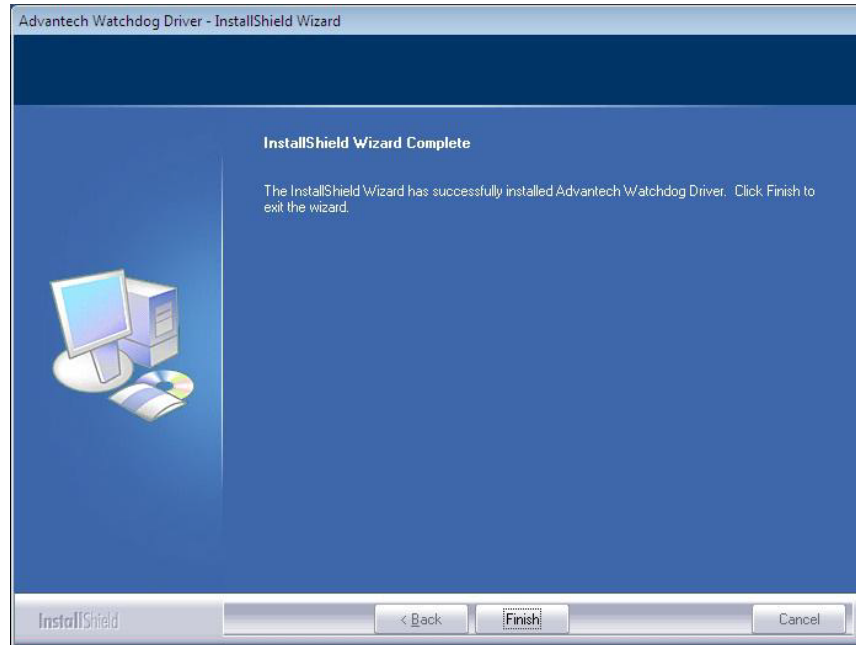 Advantech Watchdog Driver - InstallShield Wizard
InstallShield Wizard Complete
The InstallShield Wizard has successfully installed Advantech Watchdog Driver. Click Finish to
exit the wizard.
InstallShield
< Back
Finish
Cancel